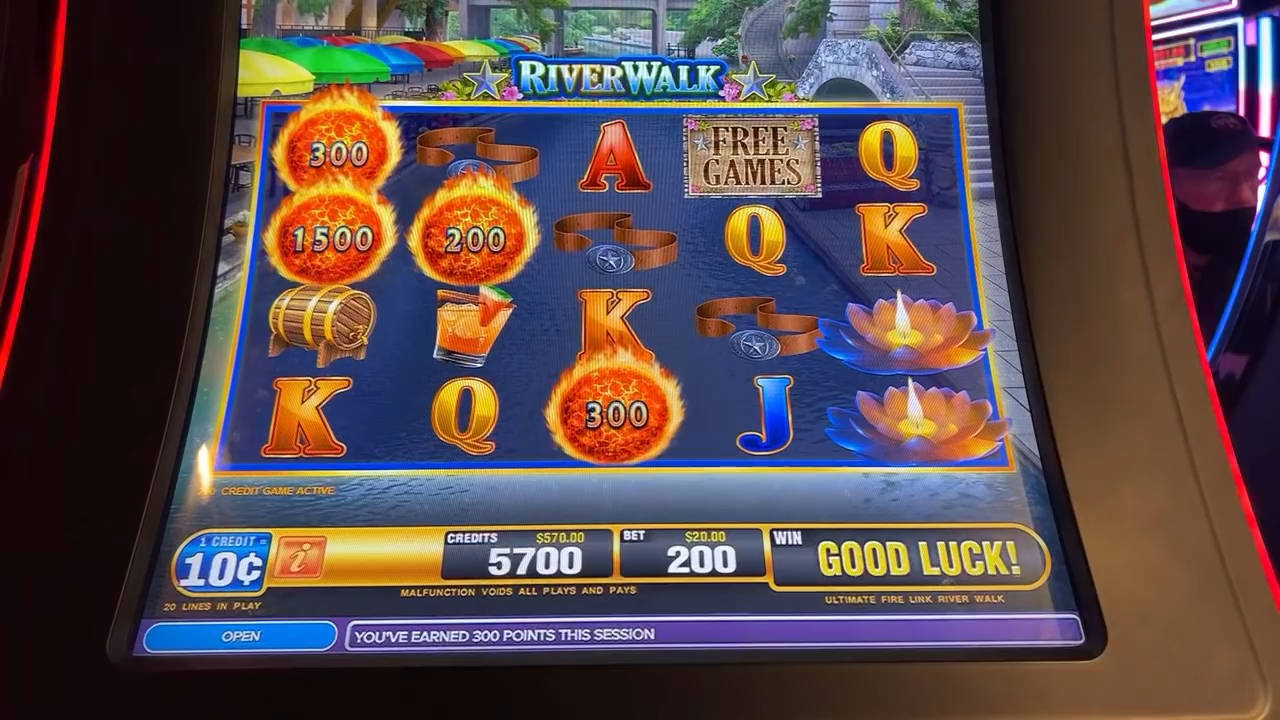 RIVERWALK
300
A
FREE
GAMES
Q
1500
200
Q
K
K
K
Q
300
J
CREDIT GAME ACTIVE
1 CREDIT =
10¢
i
CREDITS $570.00
5700
BET $20.00
200
WIN
GOOD LUCK!
MALFUNCTION VOIDS ALL PLAYS AND PAYS
ULTIMATE FIRE LINK RIVER WALK
20 LINES IN PLAY
OPEN
YOU'VE EARNED 300 POINTS THIS SESSION